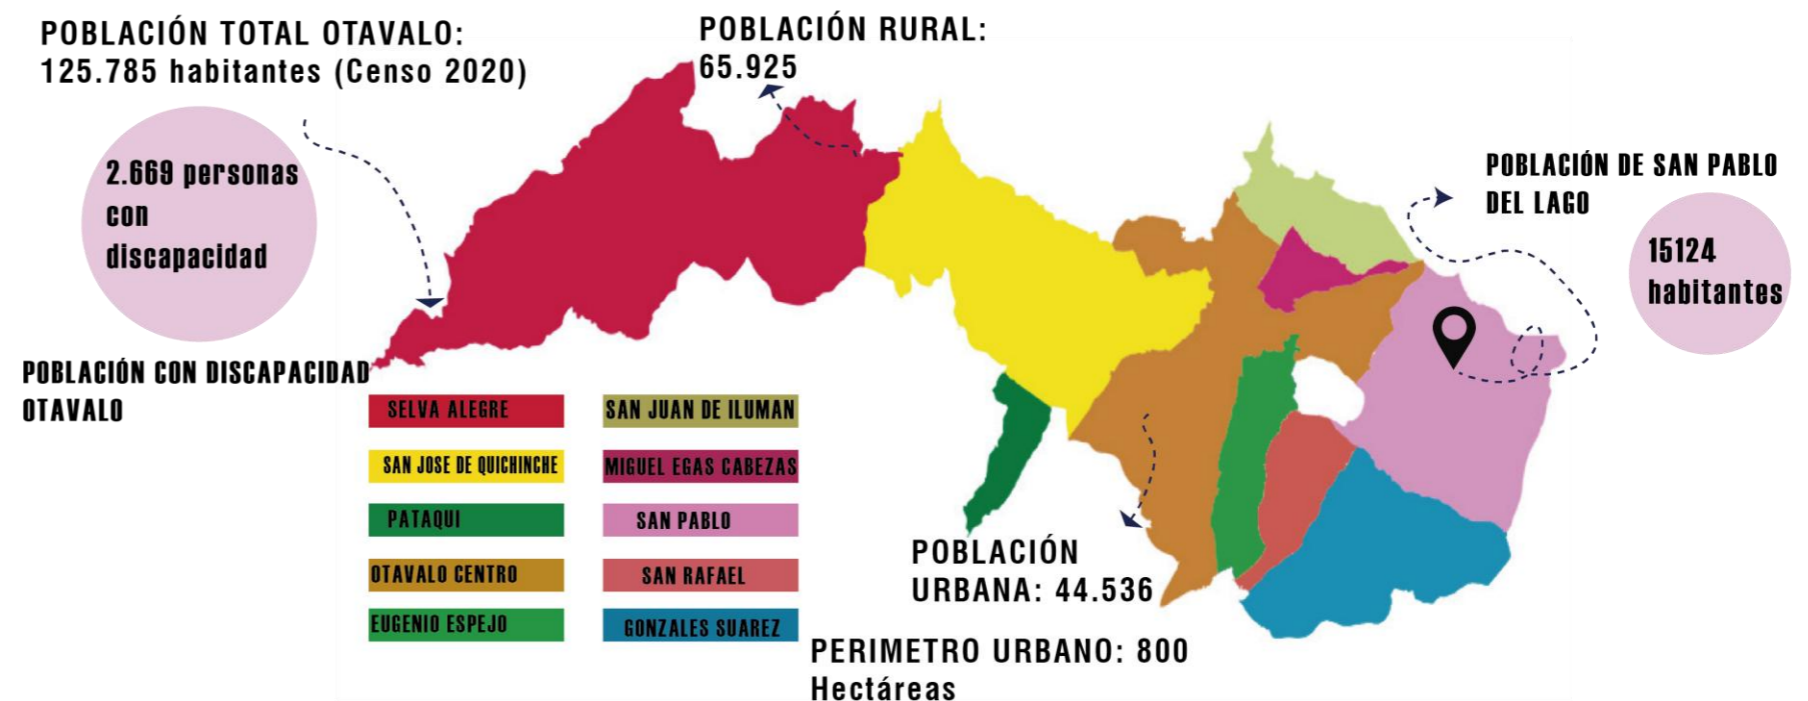 POBLACIÓN TOTAL OTAVALO:
125.785 habitantes (Censo 2020)
POBLACIÓN RURAL:
65.925
2.669 personas
con
discapacidad
POBLACIÓN CON DISCAPACIDAD
OTAVALO
POBLACIÓN DE SAN PABLO
DEL LAGO
15124
habitantes
SELVA ALEGRE
SAN JOSE DE QUICHINCHE
PATAQUI
OTAVALO CENTRO
EUGENIO ESPEJO
SAN JUAN DE ILUMAN
MIGUEL EGAS CABEZAS
SAN PABLO
SAN RAFAEL
GONZALES SUAREZ
POBLACIÓN
URBANA: 44.536
PERIMETRO URBANO: 800
Hectáreas